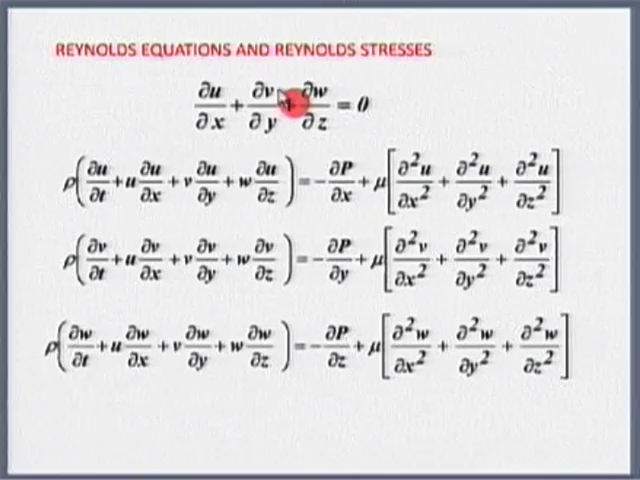 REYNOLDS EQUATIONS AND REYNOLDS STRESSES
∂u/∂x + ∂v/∂y + ∂w/∂z = 0
ρ(∂u/∂t + u ∂u/∂x + v ∂u/∂y + w ∂u/∂z) = − ∂P/∂x + μ[∂²u/∂x² + ∂²u/∂y² + ∂²u/∂z²]
ρ(∂v/∂t + u ∂v/∂x + v ∂v/∂y + w ∂v/∂z) = − ∂P/∂y + μ[∂²v/∂x² + ∂²v/∂y² + ∂²v/∂z²]
ρ(∂w/∂t + u ∂w/∂x + v ∂w/∂y + w ∂w/∂z) = − ∂P/∂z + μ[∂²w/∂x² + ∂²w/∂y² + ∂²w/∂z²]